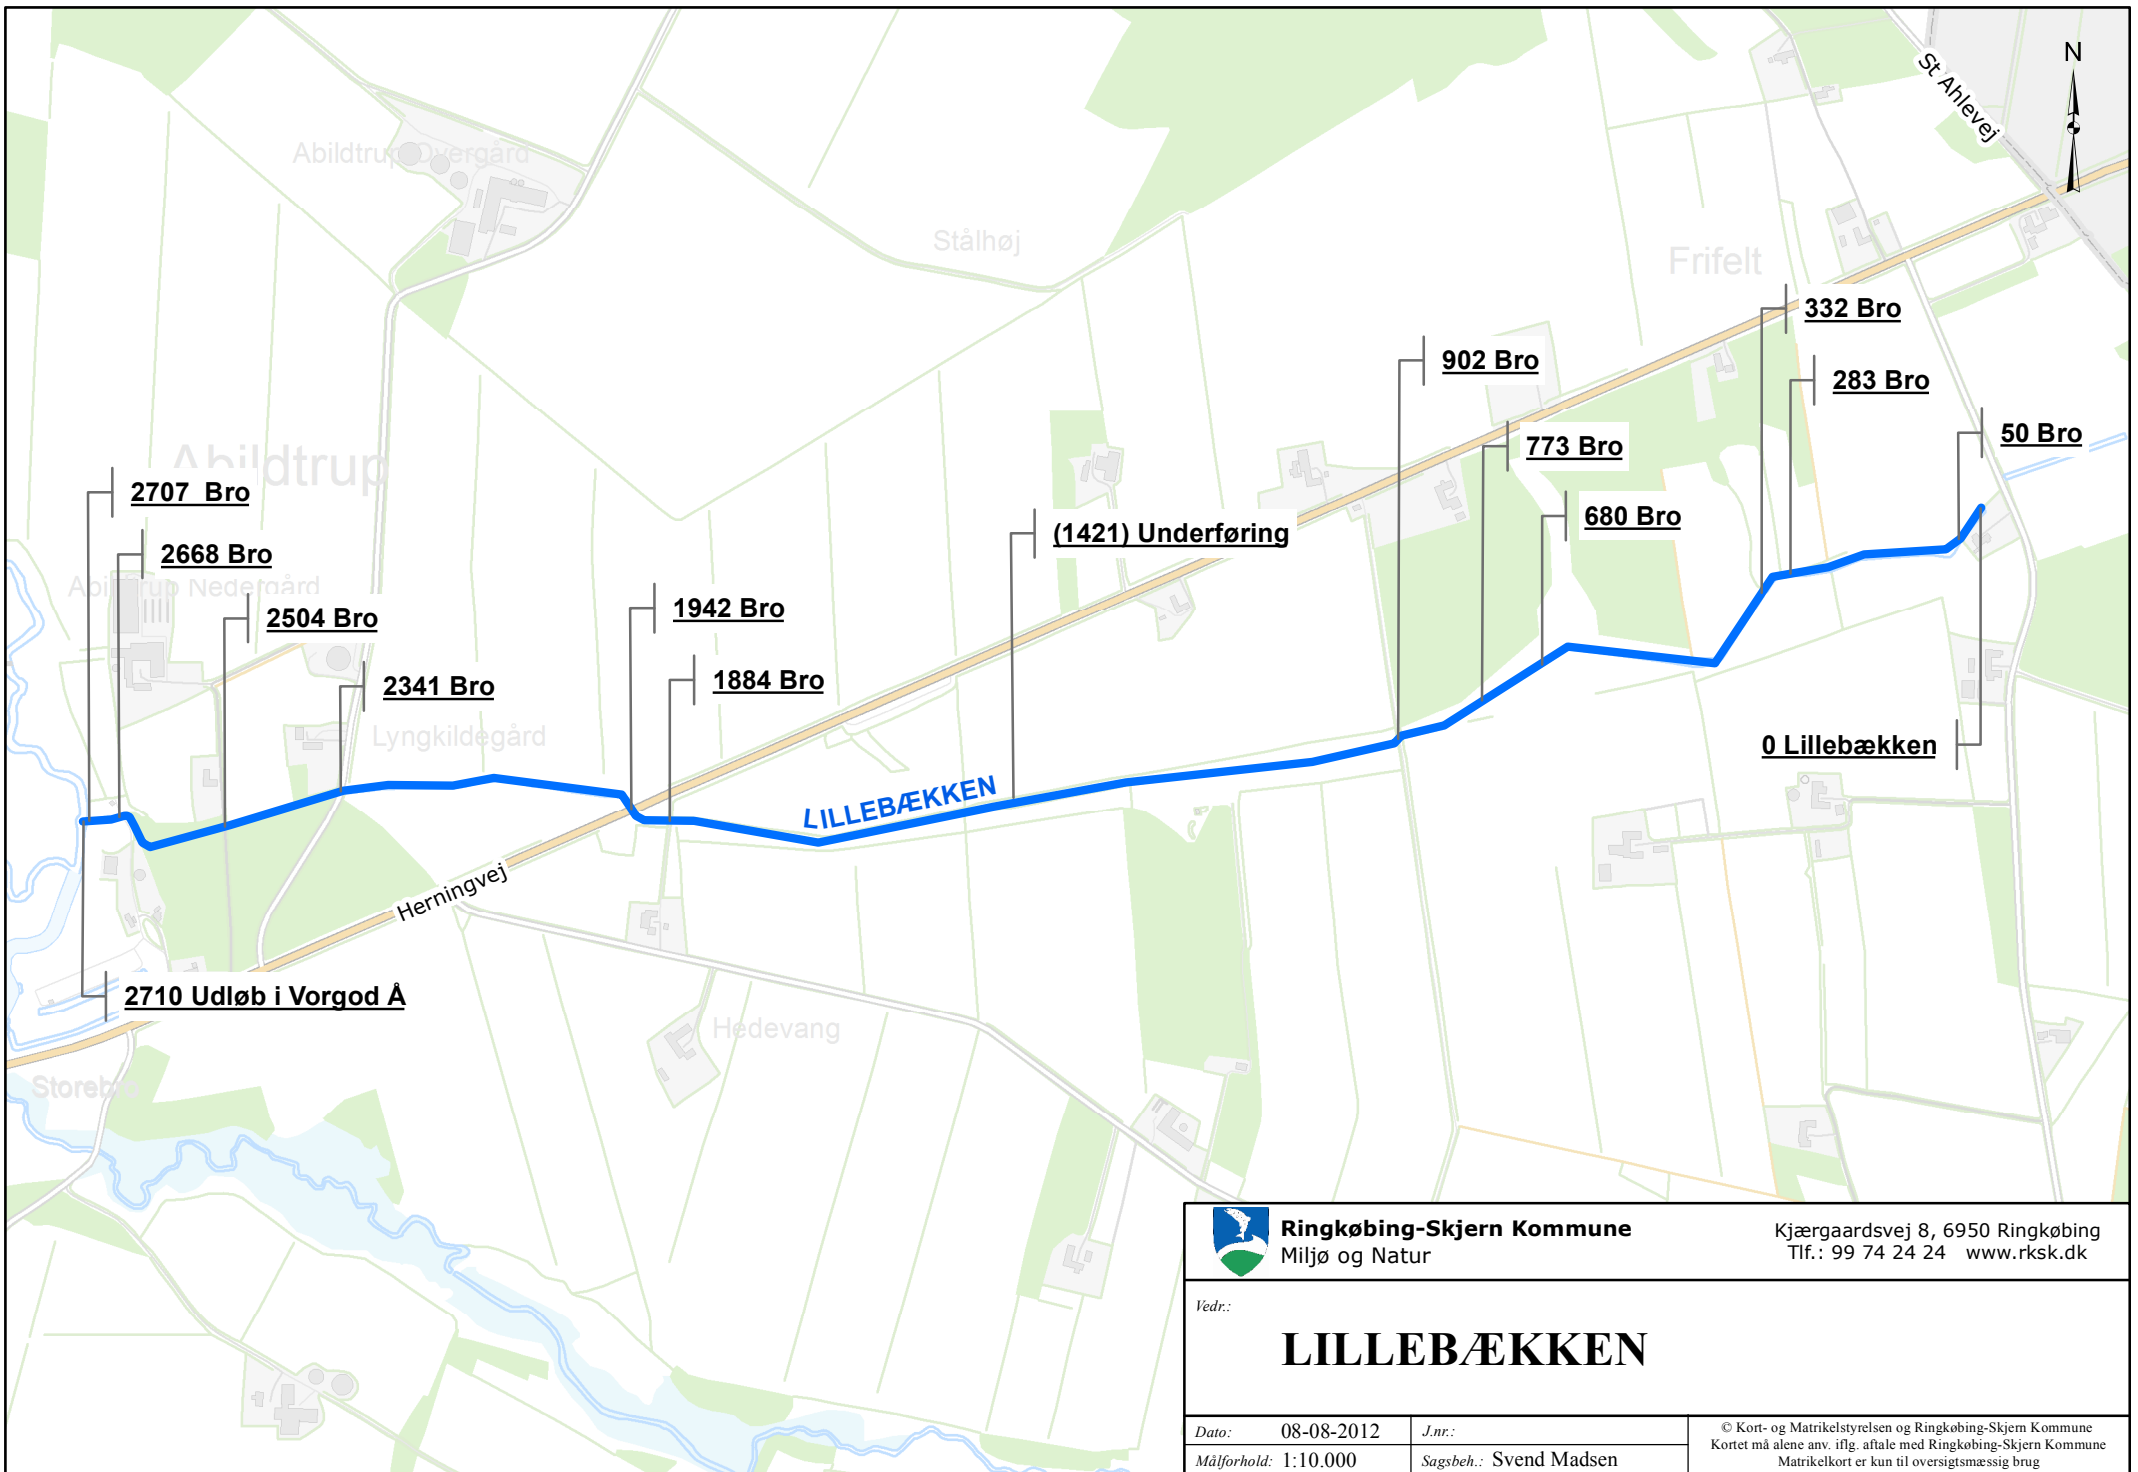 N
St Ahlevej
Abildtrup Overgård
Stålhøj
Frifelt
332 Bro
902 Bro
283 Bro
50 Bro
773 Bro
Abildtrup
2707 Bro
680 Bro
(1421) Underføring
2668 Bro
Abildtrup Nedergård
2504 Bro
1942 Bro
2341 Bro
1884 Bro
Lyngkildegård
0 Lillebækken
LILLEBÆKKEN
Herningvej
2710 Udløb i Vorgod Å
Hedevang
Storebro
Ringkøbing-Skjern Kommune
Miljø og Natur
Kjærgaardsvej 8, 6950 Ringkøbing
Tlf.: 99 74 24 24 www.rksk.dk
Vedr.:
LILLEBÆKKEN
Dato: 08-08-2012
J.nr.:
Målforhold: 1:10.000
Sagsbeh.: Svend Madsen
© Kort- og Matrikelstyrelsen og Ringkøbing-Skjern Kommune
Kortet må alene anv. iflg. aftale med Ringkøbing-Skjern Kommune
Matrikelkort er kun til oversigtsmæssig brug